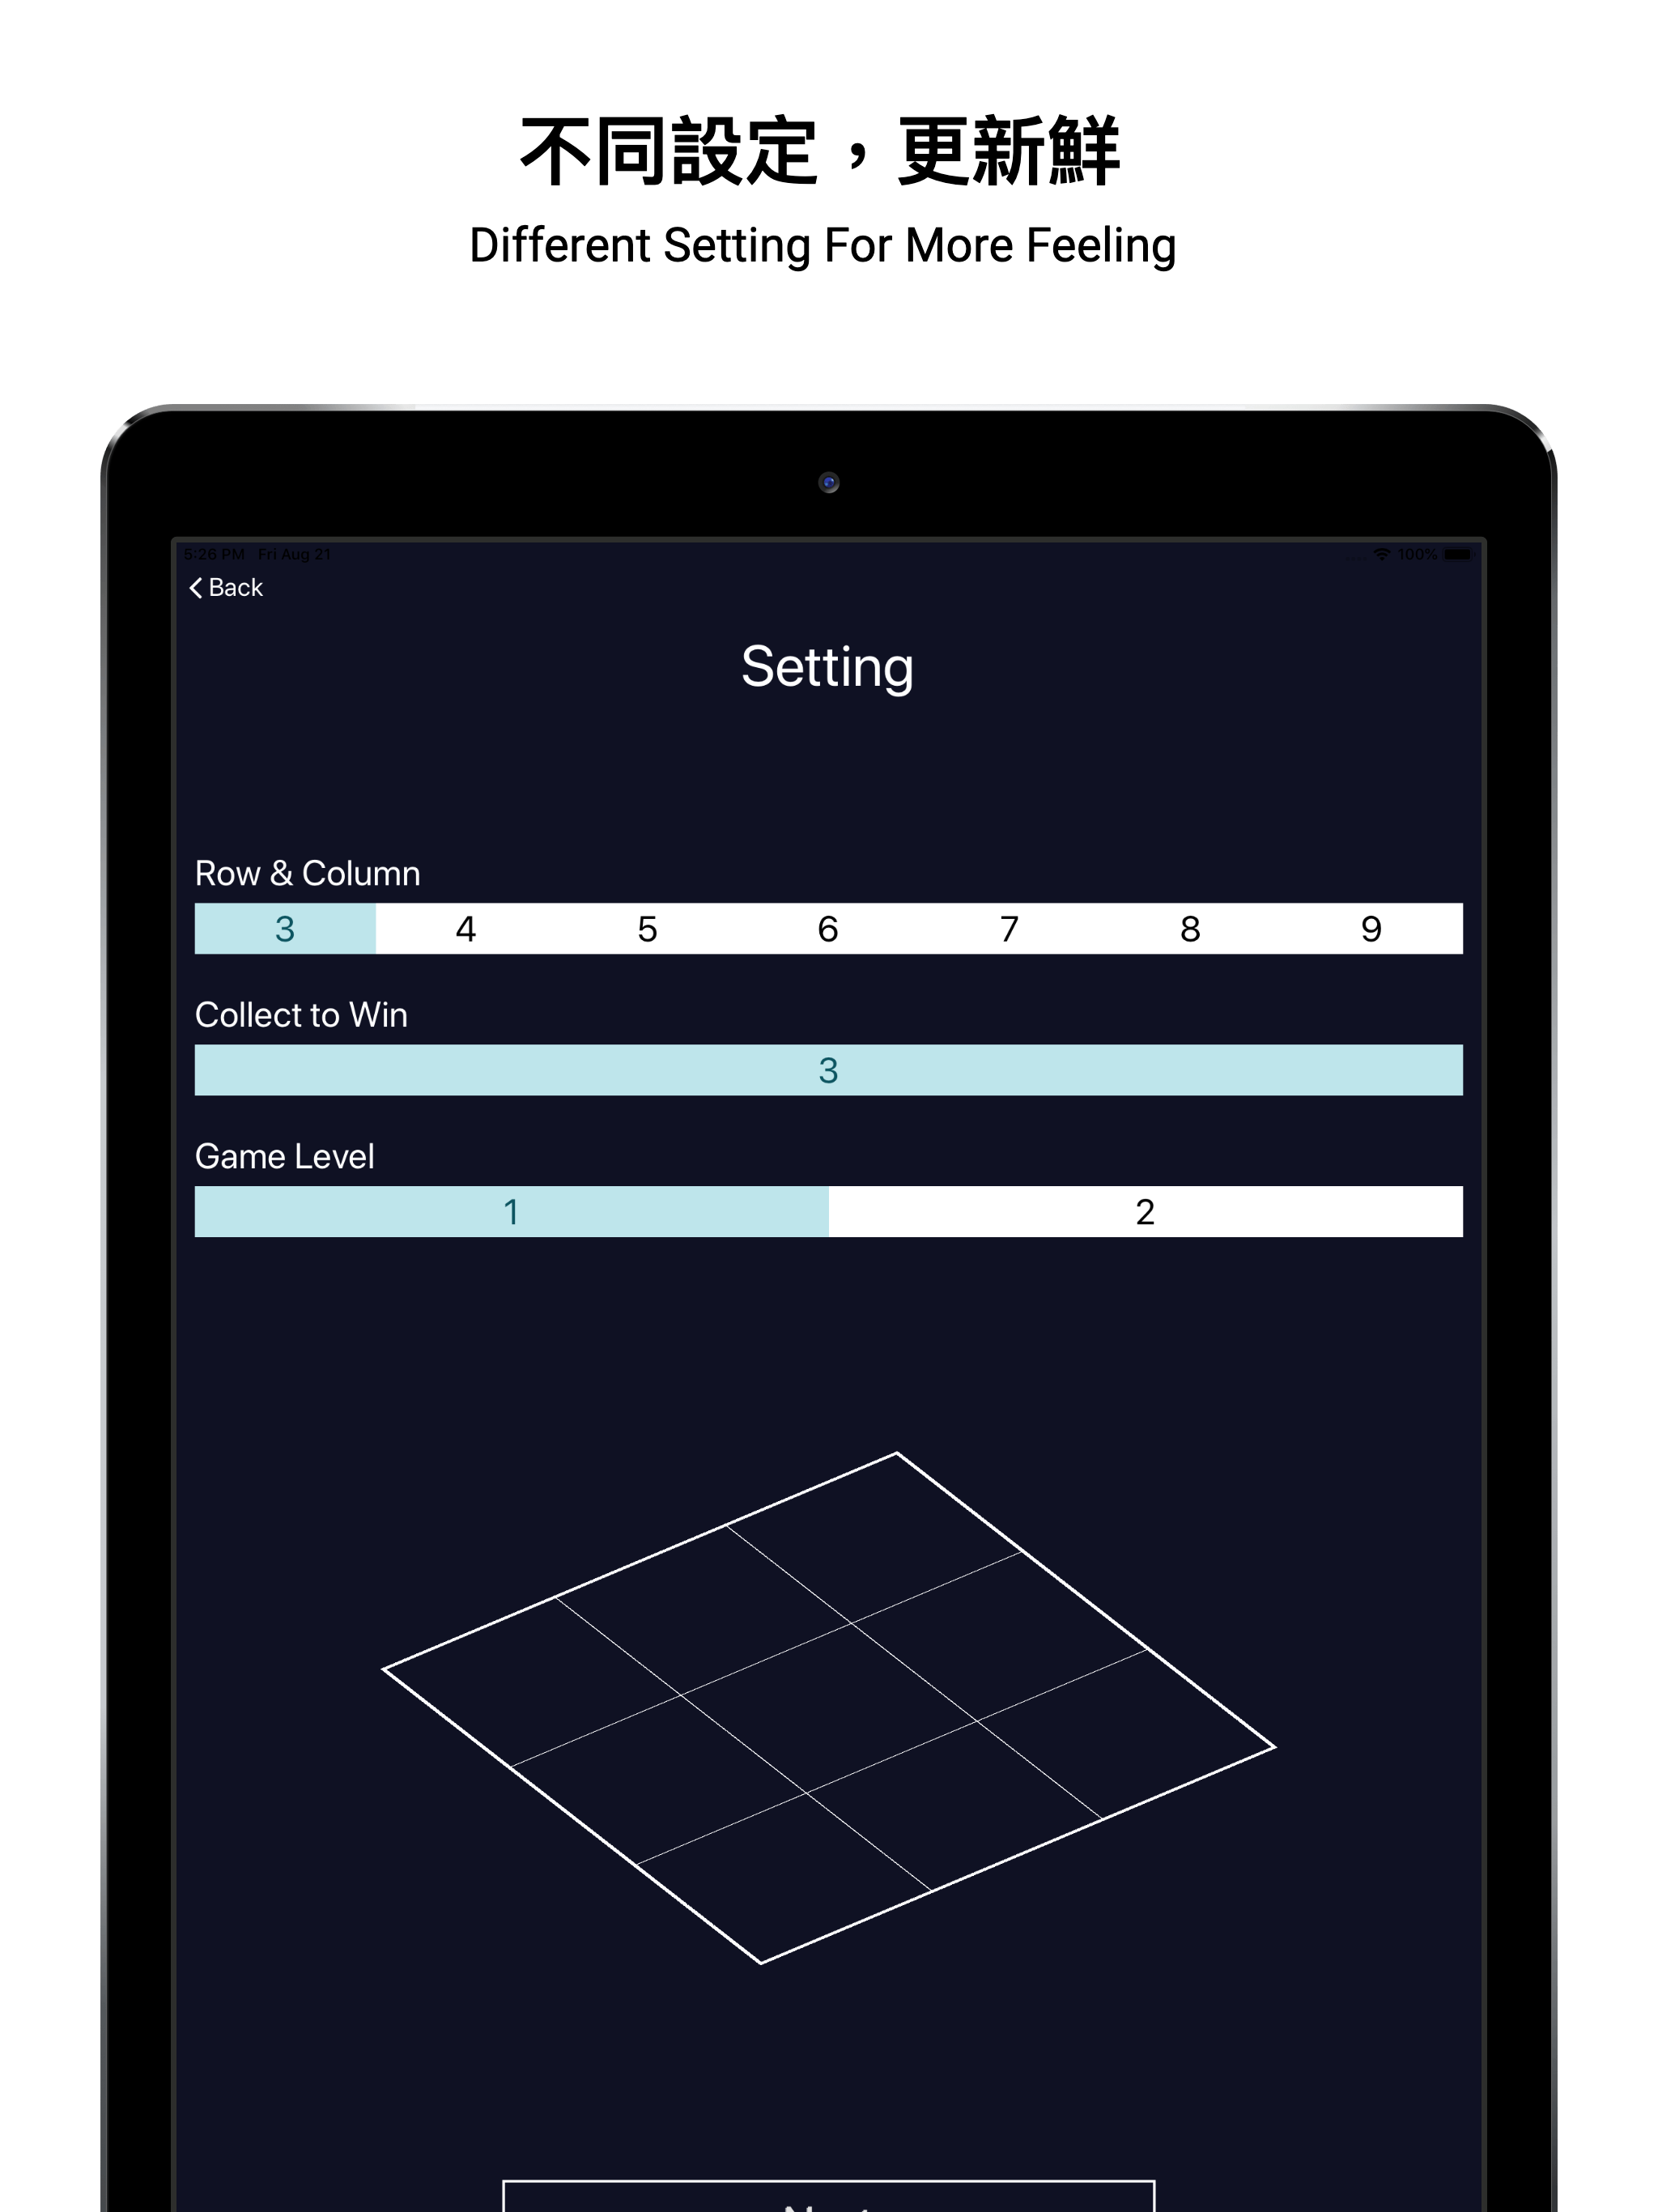 不同設定，更新鮮
Different Setting For More Feeling
5:26 PM Fri Aug 21 100%
Back
Setting
Row & Column
3 4 5 6 7 8 9
Collect to Win
3
Game Level
1 2